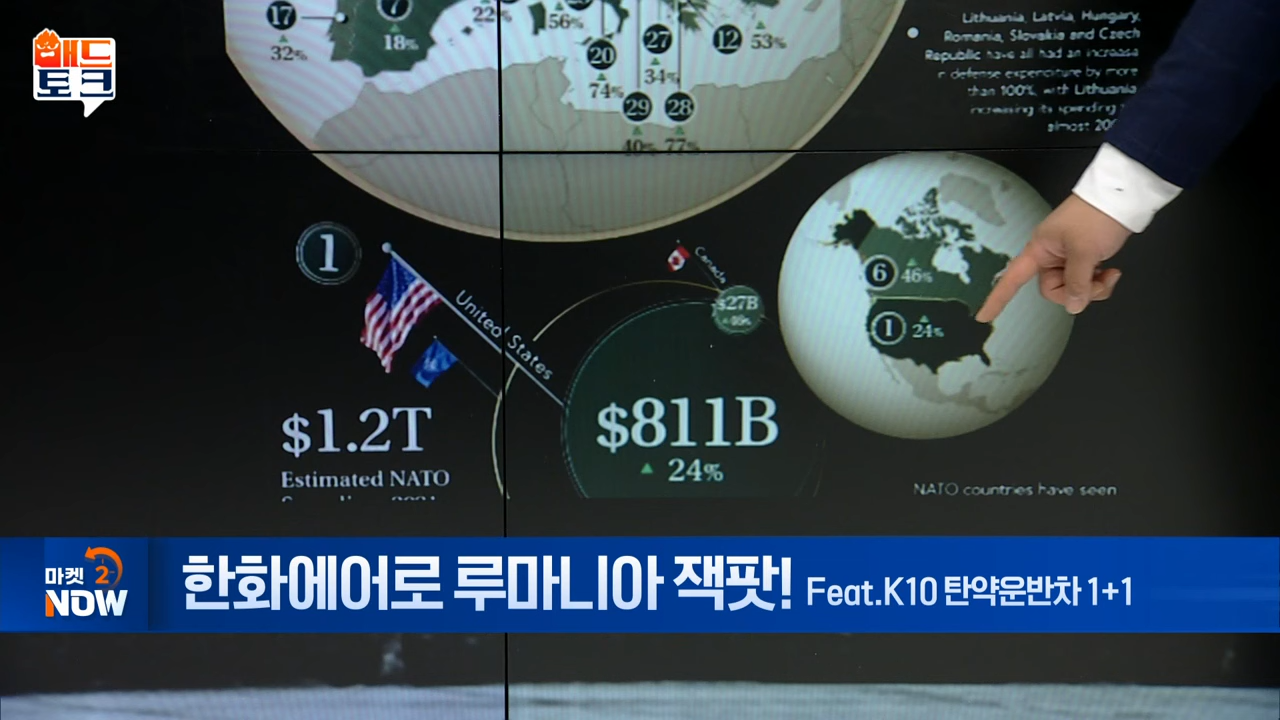 매드
토크
17
32%
7
18%
22%
56%
20
74%
27
34%
12
53%
29
40%
28
77%
Lithuania, Latvia, Hungary,
Romania, Slovakia and Czech
Republic have all had an increase
defense expenditure by more
than 100%, with Lithuania
increasing its spending
almost
1
United States
Canada
$27B
46%
6
46%
1
24%
$1.2T
Estimated NATO
$811B
24%
NATO countries have seen
마켓 2
NOW
한화에어로 루마니아 잭팟! Feat.K10 탄약운반차 1+1